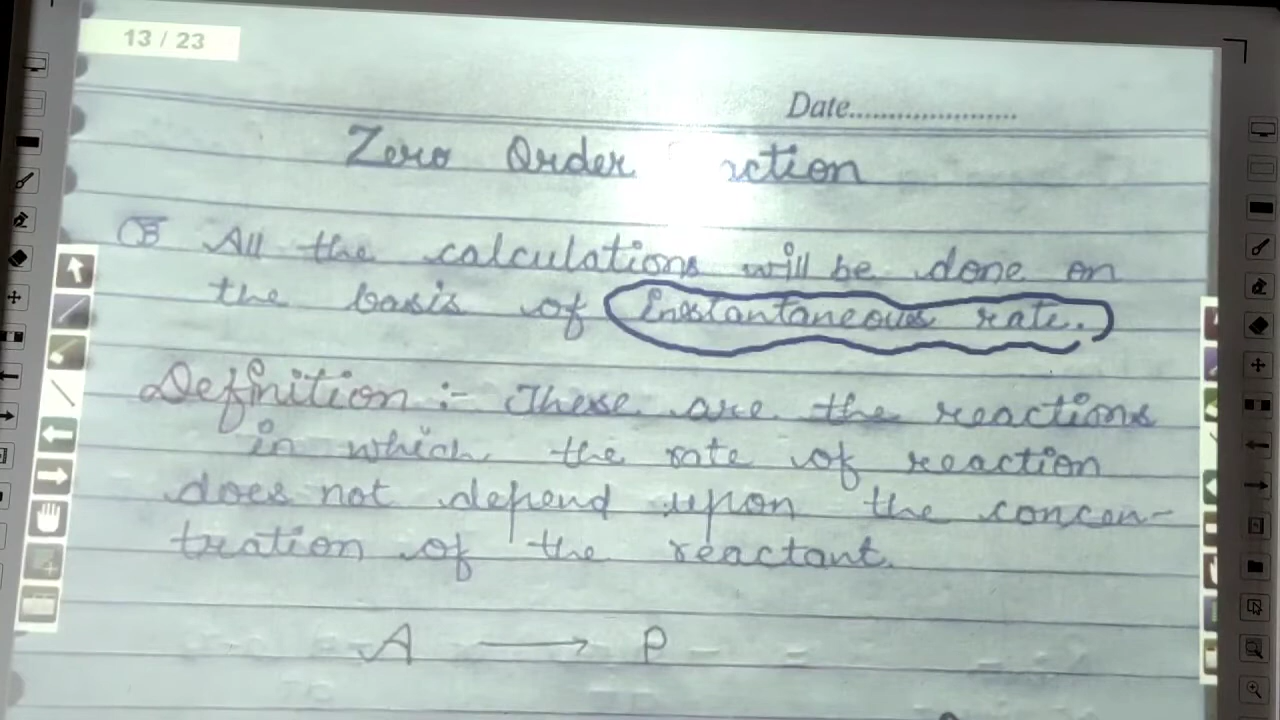 13 / 23
Date.....................
Zero Order ction
All the calculations will be done on
the basis of instantaneous rate.
Definition :- These are the reactions
in which the rate of reaction
does not depend upon the concen-
tration of the reactant.
A ⟶ P